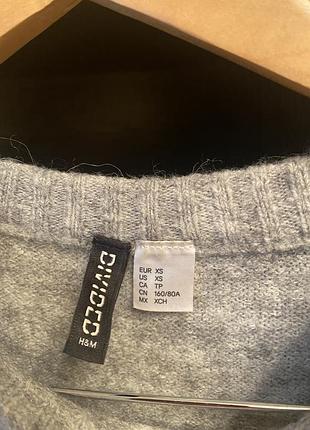 DIVIDED
H&M
EUR XS
US XS
CA TP
CN 160/80A
MX XCH